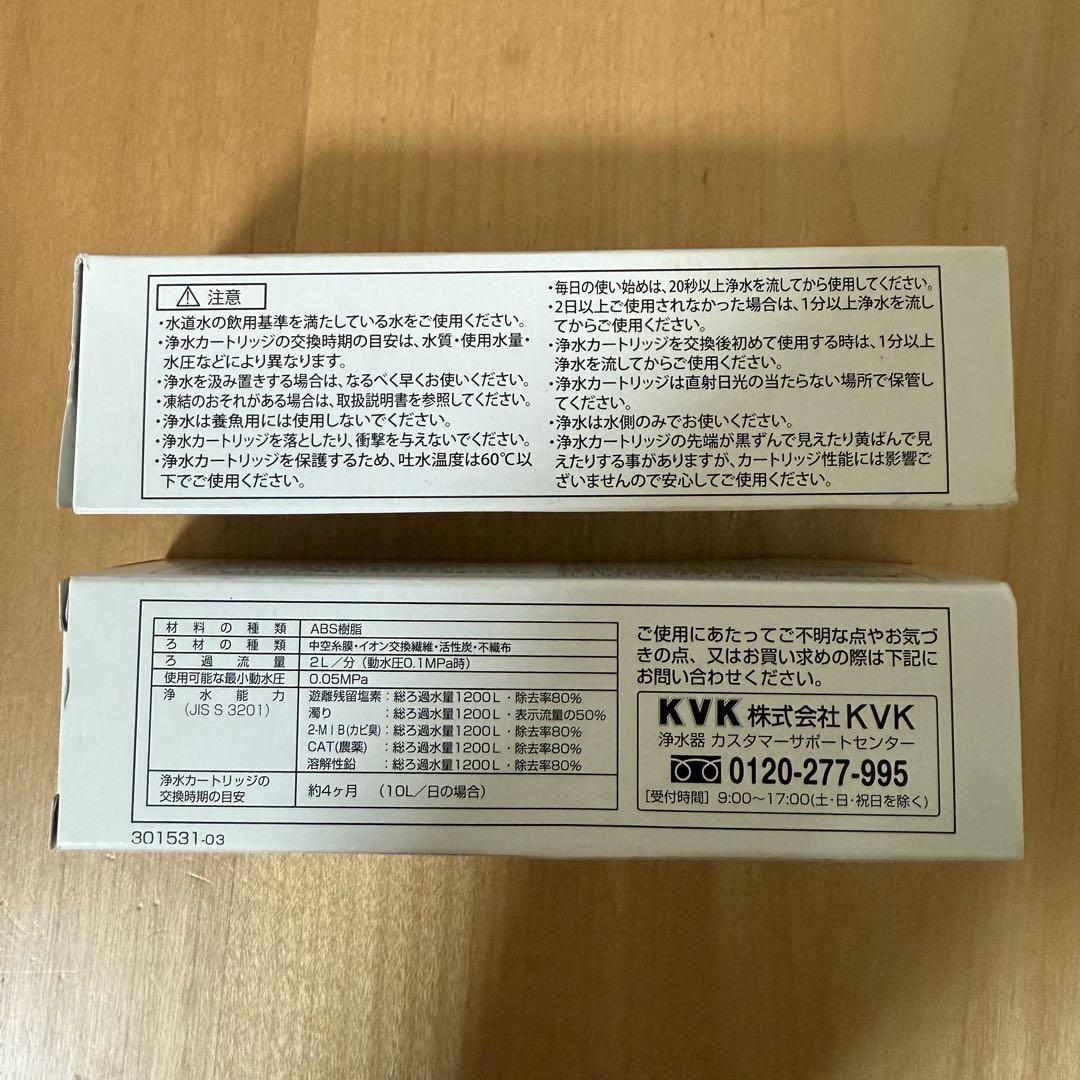 注意
・水道水の飲用基準を満たしている水をご使用ください。
・浄水カートリッジの交換時期の目安は、水質・使用水量・
水圧などにより異なります。
・浄水を汲み置きする場合は、なるべく早くお使いください。
・凍結のおそれがある場合は、取扱説明書を参照してください。
・浄水は養魚用には使用しないでください。
・浄水カートリッジを落としたり、衝撃を与えないでください。
・浄水カートリッジを保護するため、吐水温度は60℃以
下でご使用ください。
・毎日の使い始めは、20秒以上浄水を流してから使用してください。
・2日以上ご使用されなかった場合は、1分以上浄水を流し
てからご使用ください。
・浄水カートリッジを交換後初めて使用する時は、1分以上
浄水を流してからご使用ください。
・浄水カートリッジは直射日光の当たらない場所で保管し
てください。
・浄水は水側のみでお使いください。
・浄水カートリッジの先端が黒ずんで見えたり黄ばんで見
えたりする事がありますが、カートリッジ性能には影響ご
ざいませんので安心してご使用ください。
材料の種類 ABS樹脂
ろ材の種類 中空糸膜・イオン交換繊維・活性炭・不織布
ろ過流量 2L/分(動水圧0.1MPa時)
使用可能な最小動水圧 0.05MPa
浄水能力 遊離残留塩素:総ろ過水量1200L・除去率80%
(JIS S 3201) 濁り:総ろ過水量1200L・表示流量の50%
2-MIB(カビ臭):総ろ過水量1200L・除去率80%
CAT(農薬):総ろ過水量1200L・除去率80%
溶解性鉛:総ろ過水量1200L・除去率80%
浄水カートリッジの
交換時期の目安 約4ヶ月 (10L/日の場合)
301531-03
ご使用にあたってご不明な点やお気づ
きの点、又はお買い求めの際は下記に
お問い合わせください。
KVK 株式会社KVK
浄水器 カスタマーサポートセンター
0120-277-995
[受付時間] 9:00〜17:00(土・日・祝日を除く)